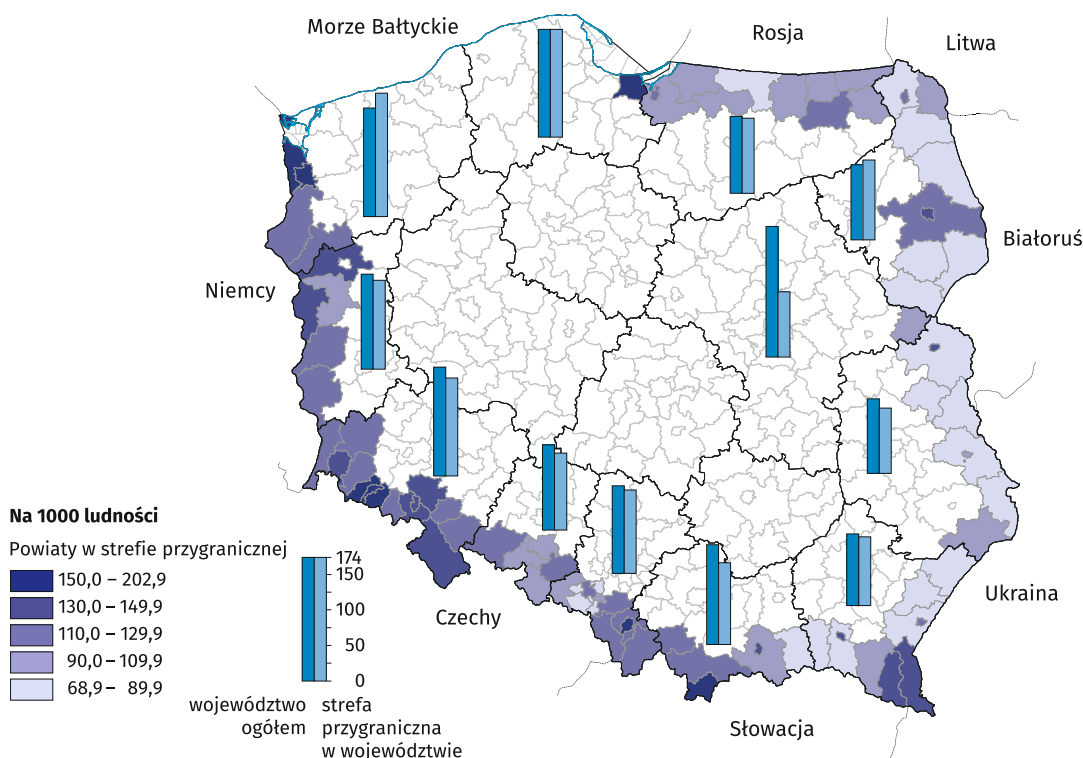 Morze Bałtyckie
Rosja
Litwa
Białoruś
Niemcy
Ukraina
Czechy
Słowacja
Na 1000 ludności
Powiaty w strefie przygranicznej
150,0 – 202,9
130,0 – 149,9
110,0 – 129,9
90,0 – 109,9
68,9 – 89,9
174
150
100
50
0
województwo
ogółem
strefa
przygraniczna
w województwie